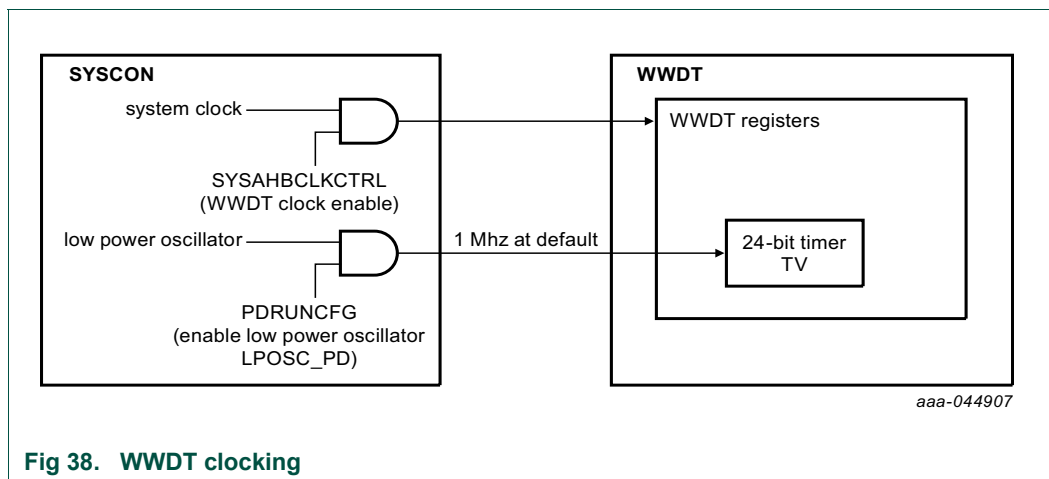 SYSCON
system clock
SYSAHBCLKCTRL
(WWDT clock enable)
low power oscillator
PDRUNCFG
(enable low power oscillator
LPOSC_PD)
1 Mhz at default
WWDT
WWDT registers
24-bit timer
TV
aaa-044907
Fig 38. WWDT clocking